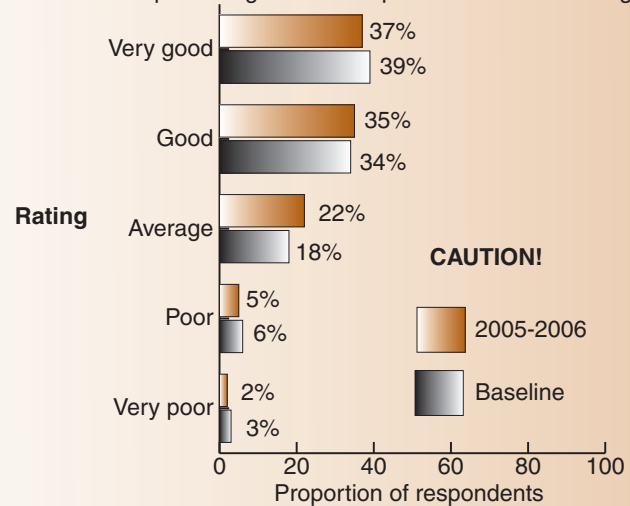 Very good
37%
39%
Good
35%
34%
Rating
Average
22%
18%
CAUTION!
Poor
5%
6%
2005-2006
Baseline
Very poor
2%
3%
0 20 40 60 80 100
Proportion of respondents